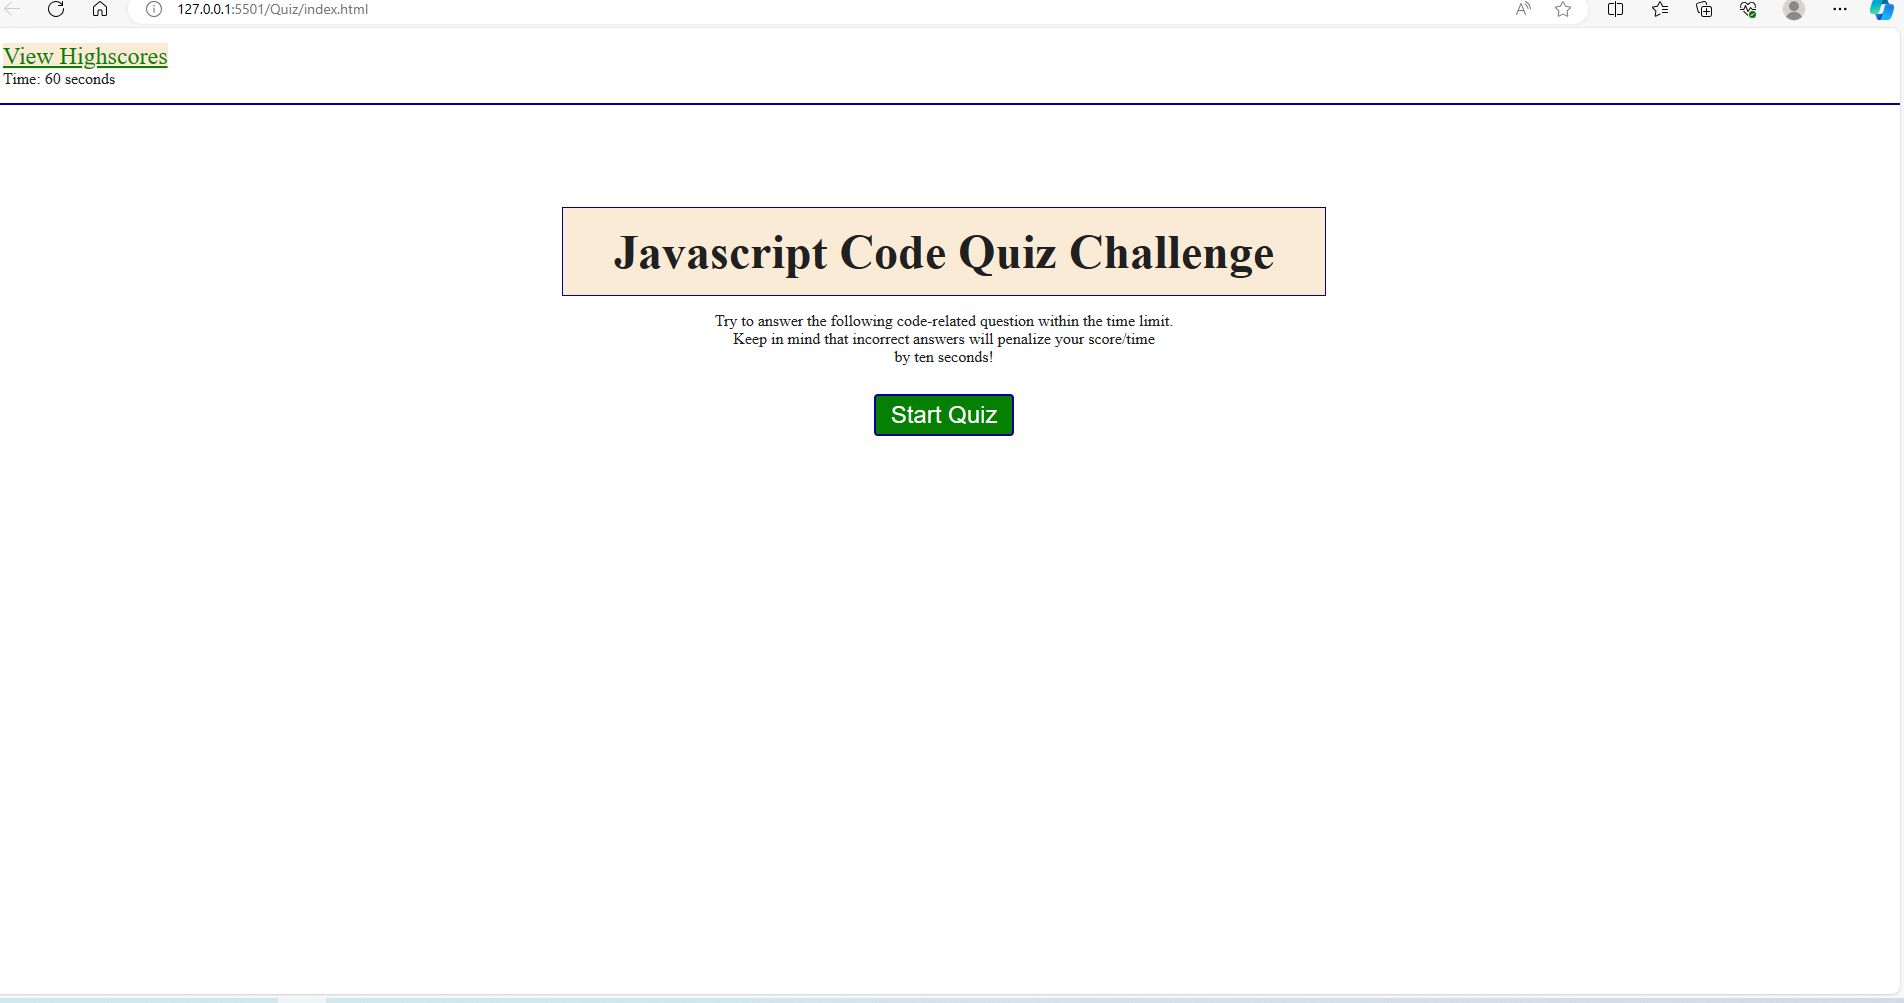 127.0.0.1:5501/Quiz/index.html
View Highscores
Time: 60 seconds
Javascript Code Quiz Challenge
Try to answer the following code-related question within the time limit.
Keep in mind that incorrect answers will penalize your score/time
by ten seconds!
Start Quiz